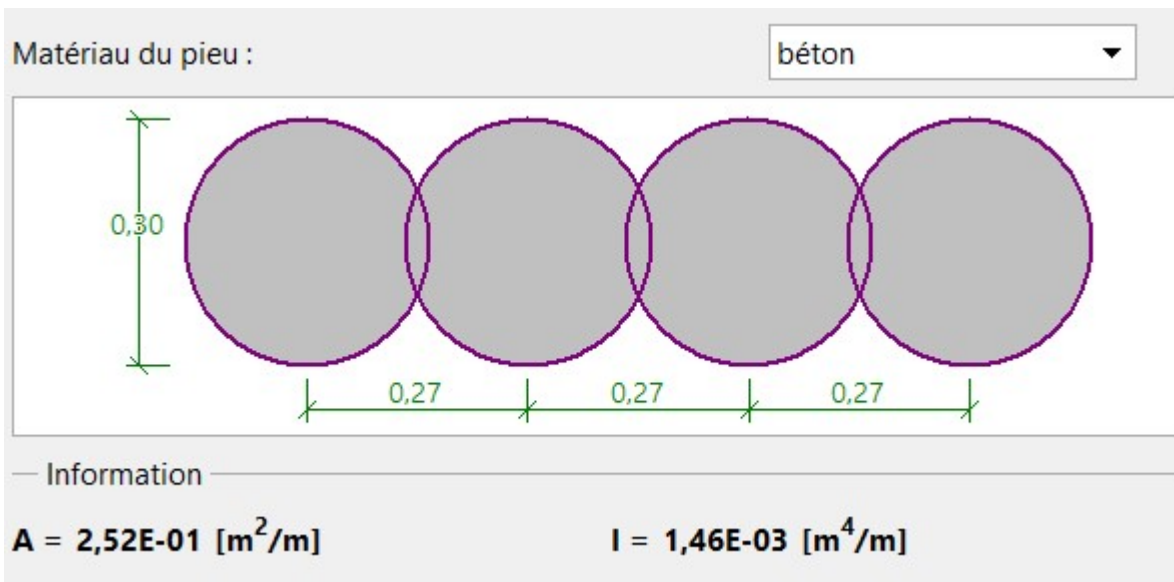 Matériau du pieu :
béton
0,30
0,27
0,27
0,27
Information
A = 2,52E-01 [m²/m]
I = 1,46E-03 [m⁴/m]